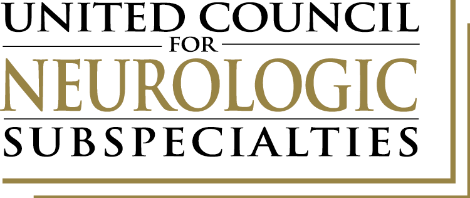 UNITED COUNCIL
FOR
NEUROLOGIC
SUBSPECIALTIES